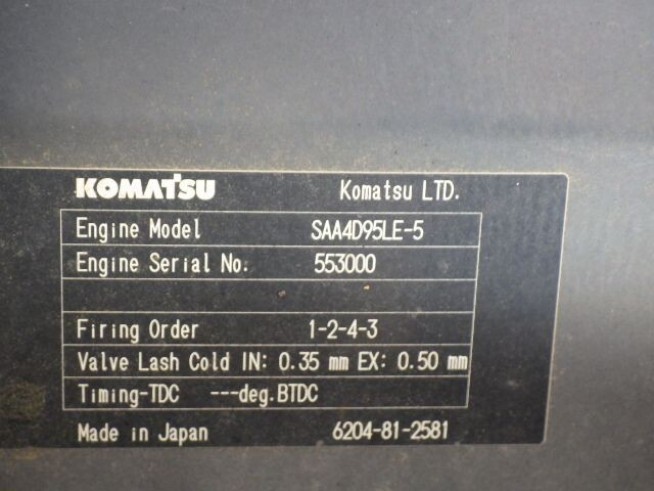 KOMATSU Komatsu LTD.
Engine Model SAA4D95LE-5
Engine Serial No. 553000
Firing Order 1-2-4-3
Valve Lash Cold IN: 0.35 mm EX: 0.50 mm
Timing-TDC ---deg.BTDC
Made in Japan 6204-81-2581